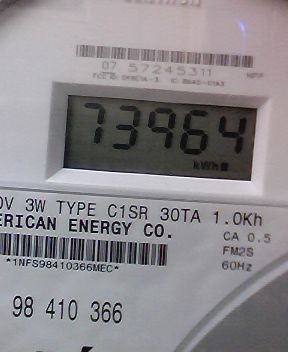 07 57245311
73964
kWh
0V 3W TYPE C1SR 30TA 1.0Kh
ERICAN ENERGY CO.
CA 0.5
FM2S
60Hz
*1NFS98410366MEC*
98 410 366